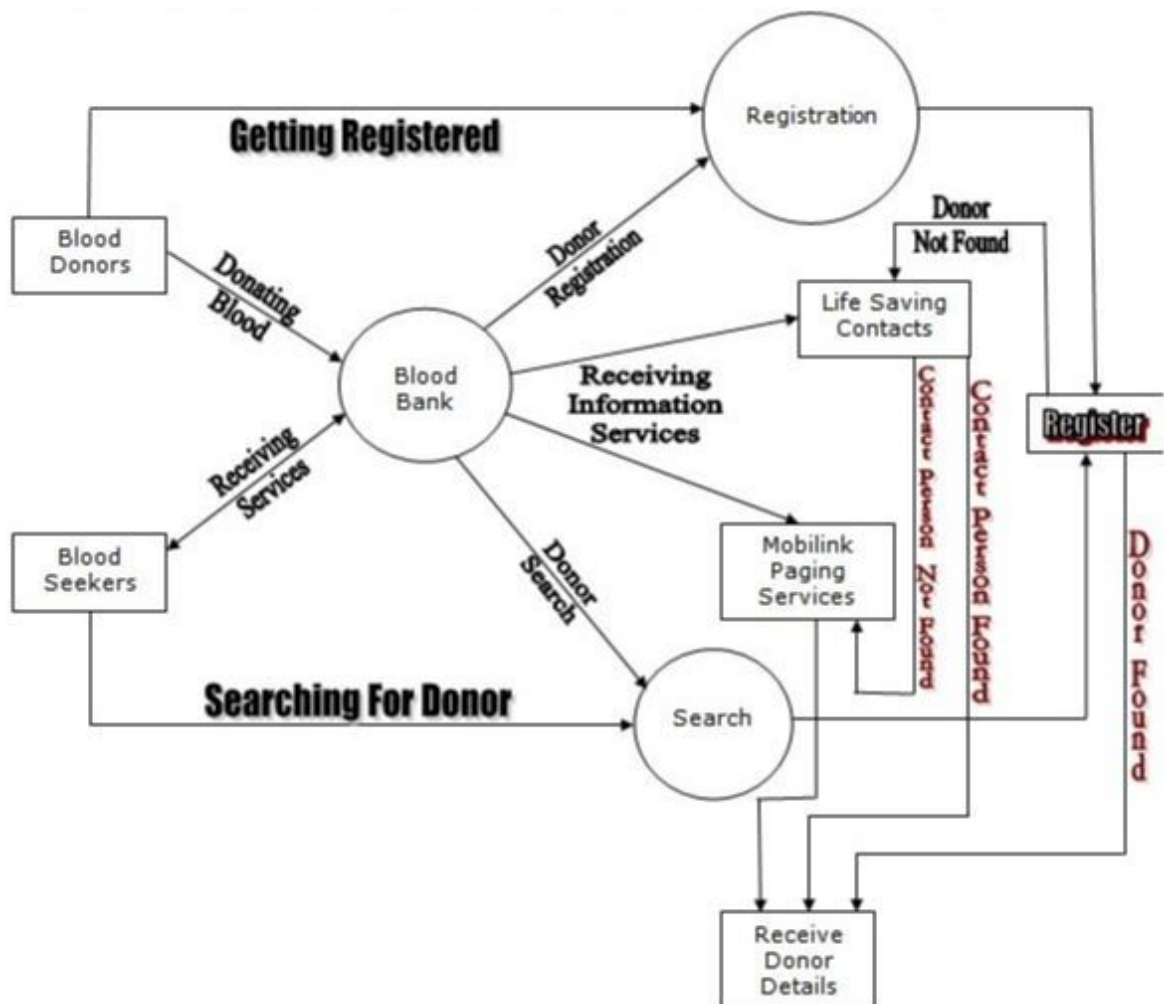 Registration
Getting Registered
Donor
Not Found
Blood
Donors
Donating
Blood
Donor
Registration
Life Saving
Contacts
Blood
Bank
Receiving
Information
Services
Register
Contact person Not Found
Contact person Found
Receiving
Services
Blood
Seekers
Donor
Search
Mobilink
Paging
Services
Donor Found
Searching For Donor
Search
Receive
Donor
Details